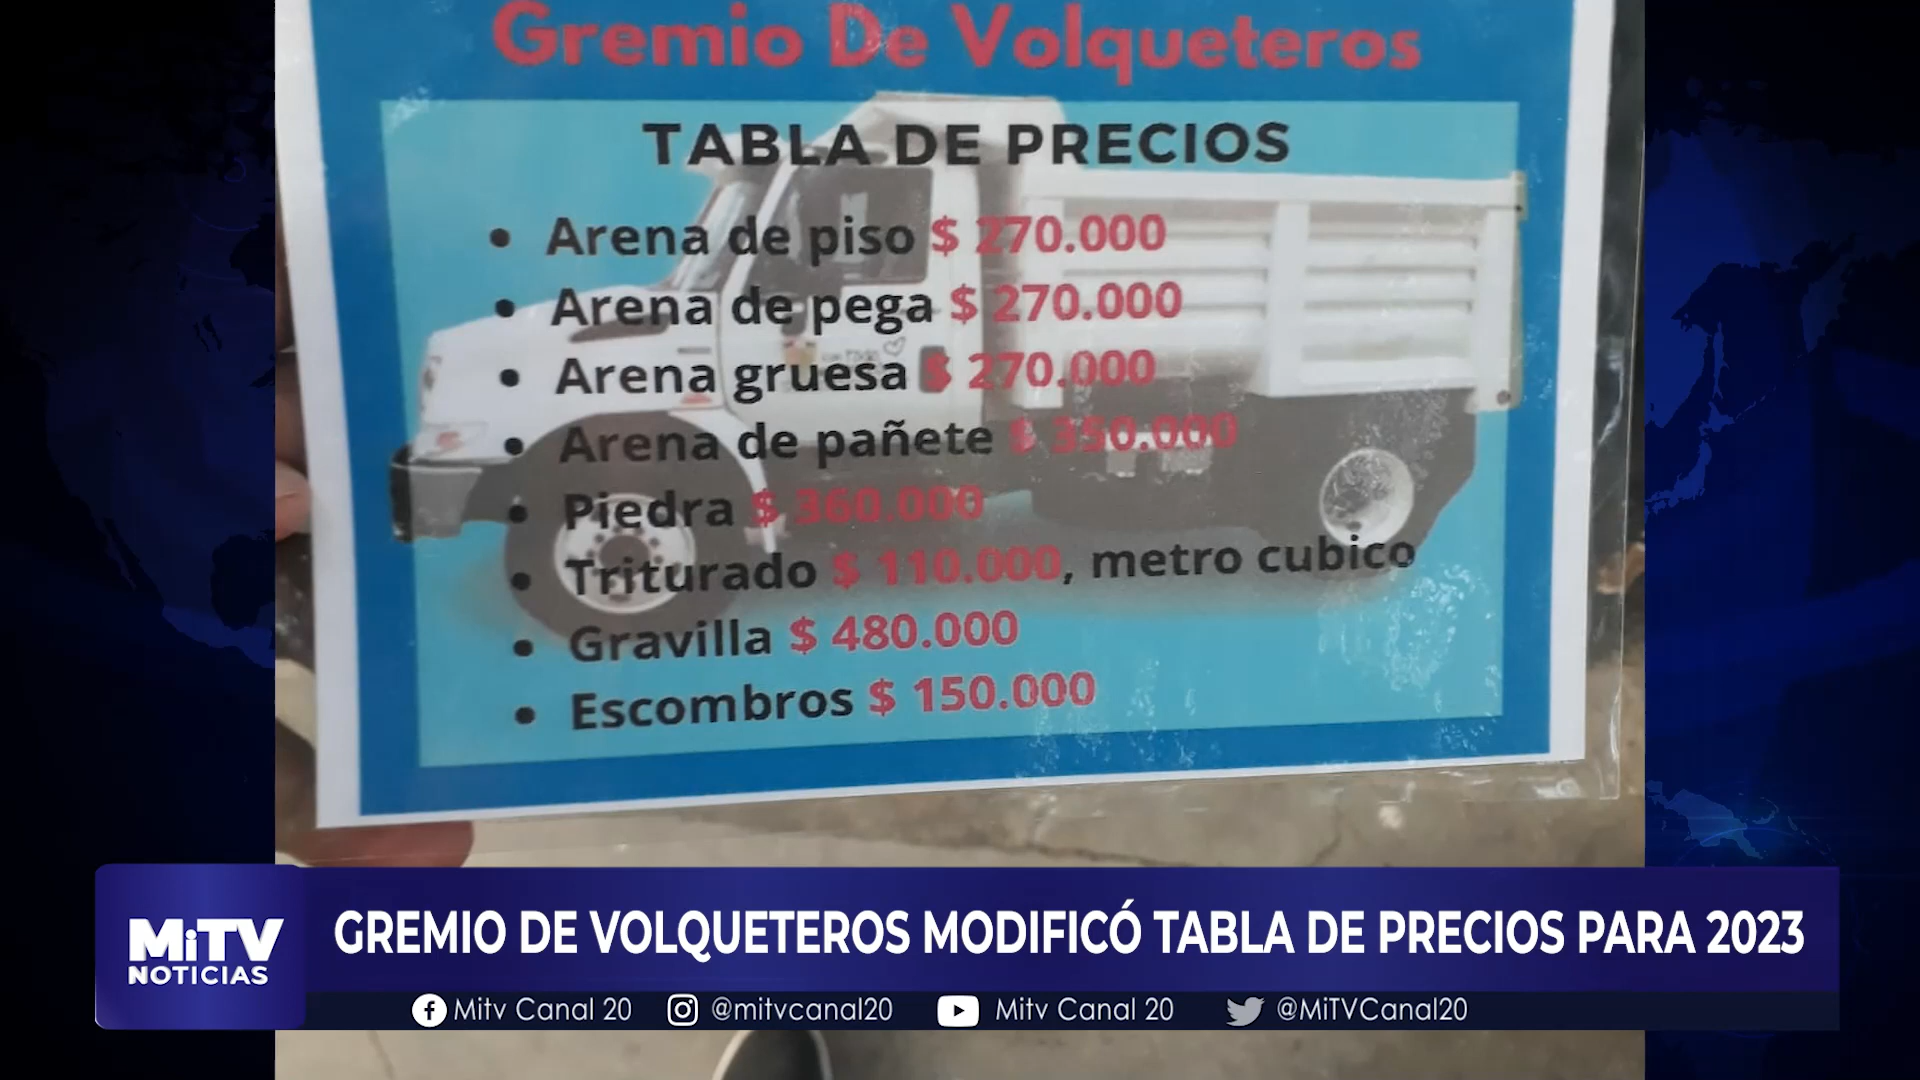 Gremio De Volqueteros
TABLA DE PRECIOS
• Arena de piso $ 270.000
• Arena de pega $ 270.000
• Arena gruesa $ 270.000
• Arena de pañete $ 350.000
• Piedra $ 360.000
• Triturado $ 110.000, metro cubico
• Gravilla $ 480.000
• Escombros $ 150.000
MiTV
NOTICIAS
GREMIO DE VOLQUETEROS MODIFICÓ TABLA DE PRECIOS PARA 2023
Mitv Canal 20 @mitvcanal20 Mitv Canal 20 @MiTVCanal20